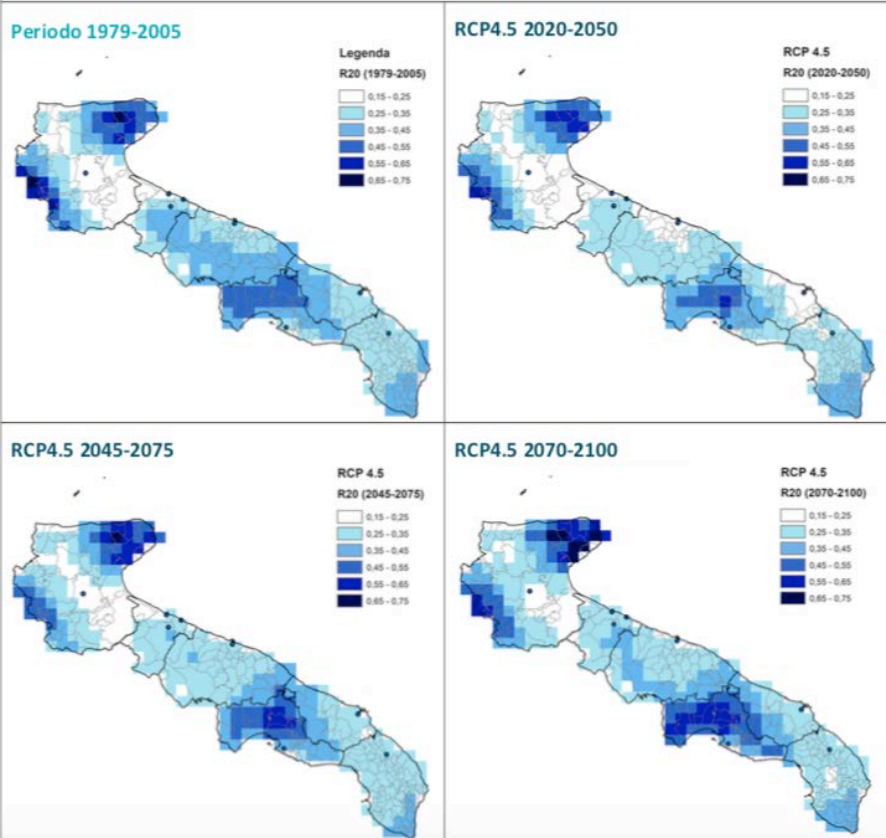 Periodo 1979-2005
Legenda
R20 (1979-2005)
0,15 - 0,25
0,25 - 0,35
0,35 - 0,45
0,45 - 0,55
0,55 - 0,65
0,65 - 0,75
RCP4.5 2020-2050
RCP 4.5
R20 (2020-2050)
0,15 - 0,25
0,25 - 0,35
0,35 - 0,45
0,45 - 0,55
0,55 - 0,65
0,65 - 0,75
RCP4.5 2045-2075
RCP 4.5
R20 (2045-2075)
0,15 - 0,25
0,25 - 0,35
0,35 - 0,45
0,45 - 0,55
0,55 - 0,65
0,65 - 0,75
RCP4.5 2070-2100
RCP 4.5
R20 (2070-2100)
0,15 - 0,25
0,25 - 0,35
0,35 - 0,45
0,45 - 0,55
0,55 - 0,65
0,65 - 0,75